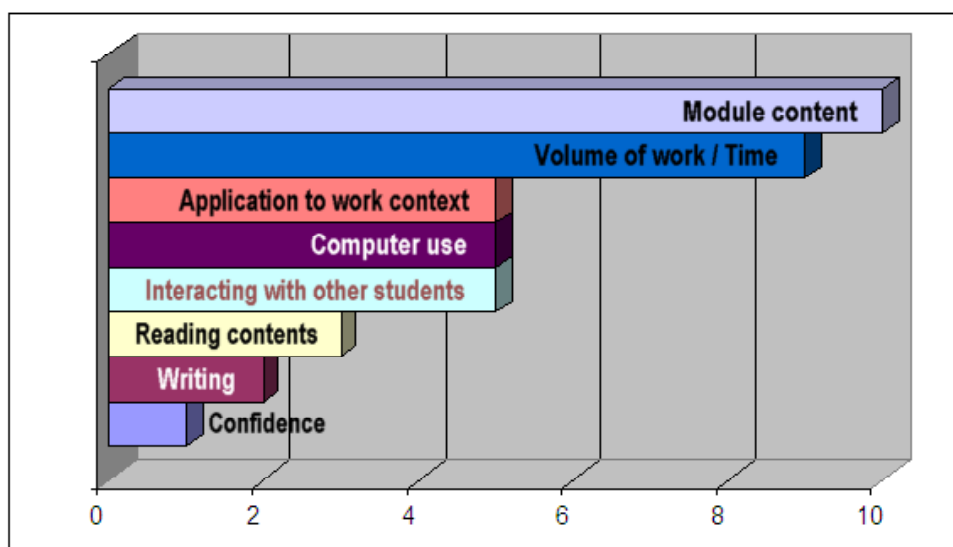 Module content
Volume of work / Time
Application to work context
Computer use
Interacting with other students
Reading contents
Writing
Confidence
0 2 4 6 8 10